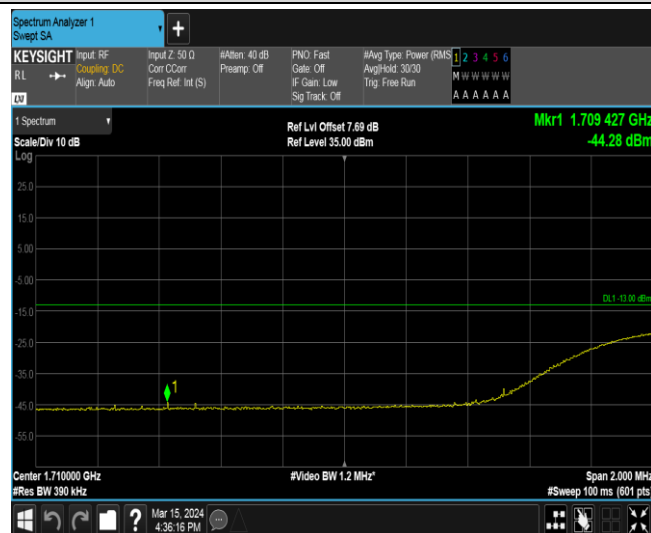 Spectrum Analyzer 1
Swept SA
+
KEYSIGHT
RL
LXI
Input: RF
Coupling: DC
Align: Auto
Input Z: 50 Ω
Corr CCorr
Freq Ref: Int (S)
#Atten: 40 dB
Preamp: Off
PNO: Fast
Gate: Off
IF Gain: Low
Sig Track: Off
#Avg Type: Power (RMS
Avg|Hold: 30/30
Trig: Free Run
1 2 3 4 5 6
M W W W W W
A A A A A A
1 Spectrum
Scale/Div 10 dB
Ref Lvl Offset 7.69 dB
Ref Level 35.00 dBm
Mkr1 1.709 427 GHz
-44.28 dBm
Log
25.0
15.0
5.00
-5.00
DL1 -13.00 dBm
-15.0
-25.0
-35.0
1
-45.0
-55.0
Center 1.710000 GHz
#Video BW 1.2 MHz*
Span 2.000 MHz
#Res BW 390 kHz
#Sweep 100 ms (601 pts)
?
Mar 15, 2024
4:36:16 PM